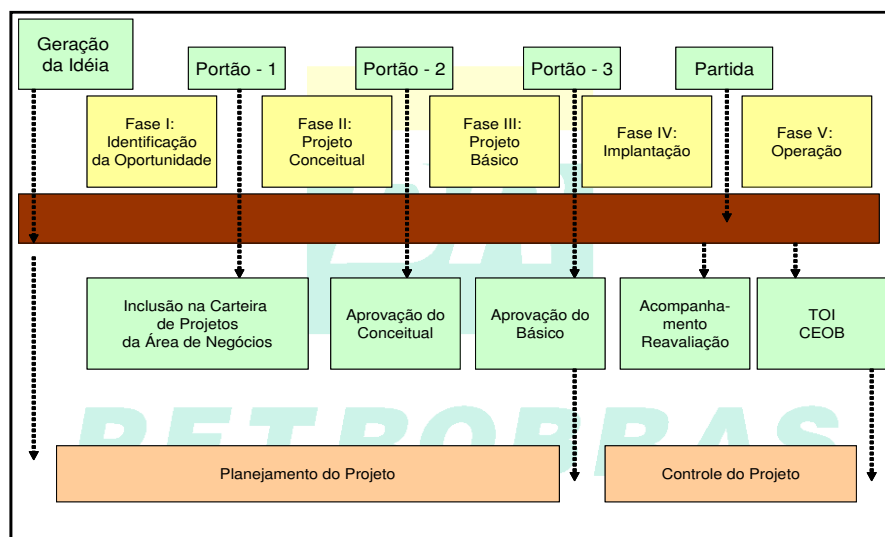 Geração
da Idéia
Portão - 1
Portão - 2
Portão - 3
Partida
Fase I:
Identificação
da Oportunidade
Fase II:
Projeto
Conceitual
Fase III:
Projeto
Básico
Fase IV:
Implantação
Fase V:
Operação
BR
Inclusão na Carteira
de Projetos
da Área de Negócios
Aprovação do
Conceitual
Aprovação do
Básico
Acompanha-
mento
Reavaliação
TOI
CEOB
PETROBRAS
Planejamento do Projeto
Controle do Projeto